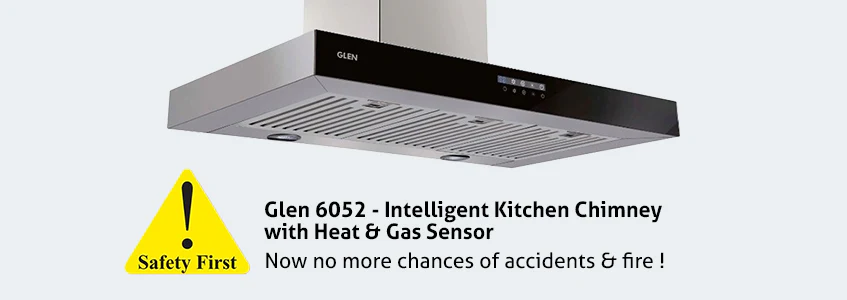 GLEN
Glen 6052 - Intelligent Kitchen Chimney
with Heat & Gas Sensor
Now no more chances of accidents & fire !
!
Safety First